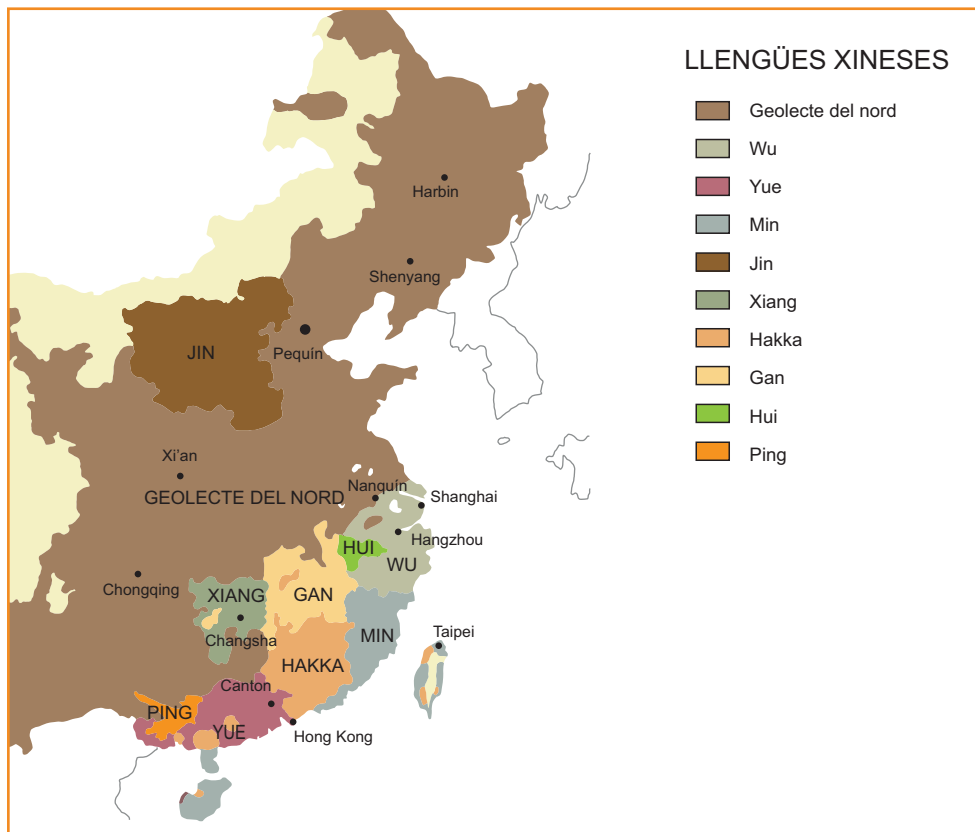 LLENGÜES XINESES
Geolecte del nord
Wu
Yue
Min
Jin
Xiang
Hakka
Gan
Hui
Ping
Harbin
Shenyang
Pequín
JIN
Xi'an
GEOLECTE DEL NORD
Nanquín
Shanghai
Hangzhou
HUI
WU
Chongqing
XIANG
GAN
Changsha
MIN
Taipei
HAKKA
Canton
PING
YUE
Hong Kong